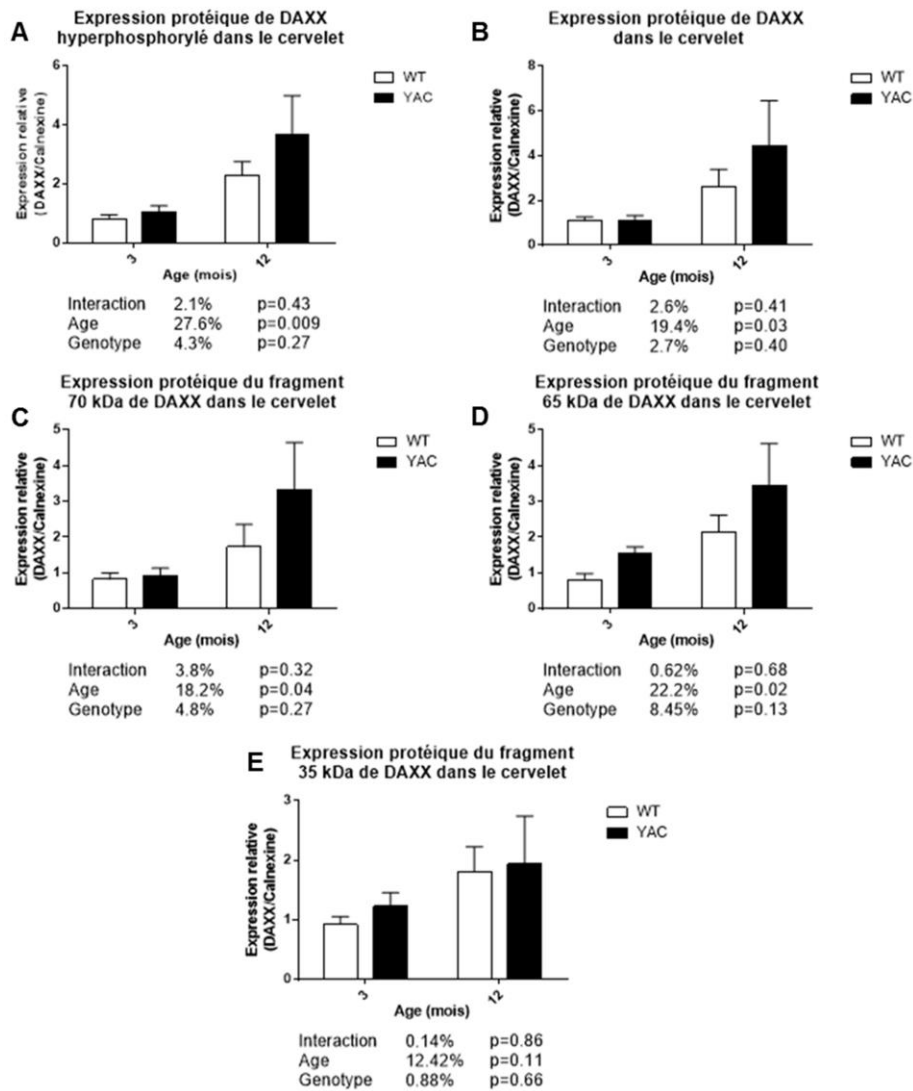 A
Expression protéique de DAXX
hyperphosphorylé dans le cervelet
Expression relative
(DAXX/Calnexine)
6
4
2
0
3
12
Age (mois)
WT
YAC
Interaction 2.1% p=0.43
Age 27.6% p=0.009
Genotype 4.3% p=0.27
B
Expression protéique de DAXX
dans le cervelet
Expression relative
(DAXX/Calnexine)
8
6
4
2
0
3
12
Age (mois)
WT
YAC
Interaction 2.6% p=0.41
Age 19.4% p=0.03
Genotype 2.7% p=0.40
C
Expression protéique du fragment
70 kDa de DAXX dans le cervelet
Expression relative
(DAXX/Calnexine)
5
4
3
2
1
0
3
12
Age (mois)
WT
YAC
Interaction 3.8% p=0.32
Age 18.2% p=0.04
Genotype 4.8% p=0.27
D
Expression protéique du fragment
65 kDa de DAXX dans le cervelet
Expression relative
(DAXX/Calnexine)
5
4
3
2
1
0
3
12
Age (mois)
WT
YAC
Interaction 0.62% p=0.68
Age 22.2% p=0.02
Genotype 8.45% p=0.13
E
Expression protéique du fragment
35 kDa de DAXX dans le cervelet
Expression relative
(DAXX/Calnexine)
3
2
1
0
3
12
Age (mois)
WT
YAC
Interaction 0.14% p=0.86
Age 12.42% p=0.11
Genotype 0.88% p=0.66